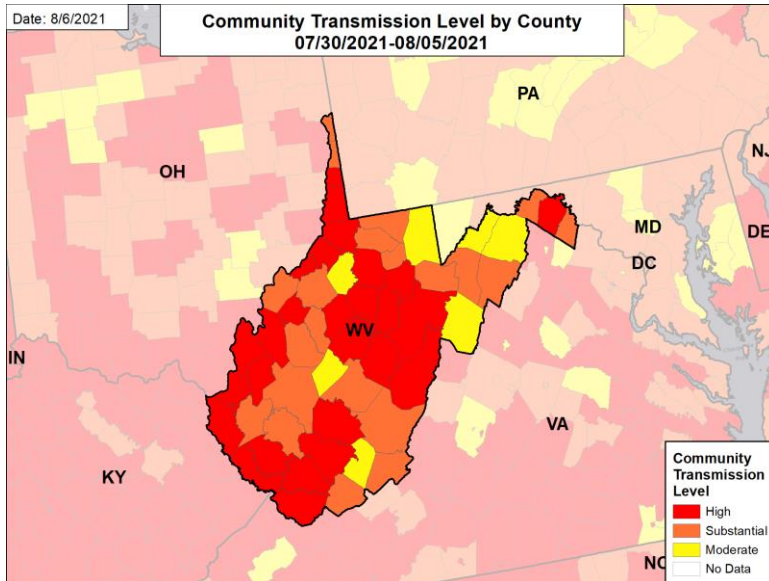 Date: 8/6/2021
Community Transmission Level by County
07/30/2021-08/05/2021
PA
OH
NJ
MD
DE
DC
WV
IN
VA
KY
NC
Community
Transmission
Level
High
Substantial
Moderate
No Data